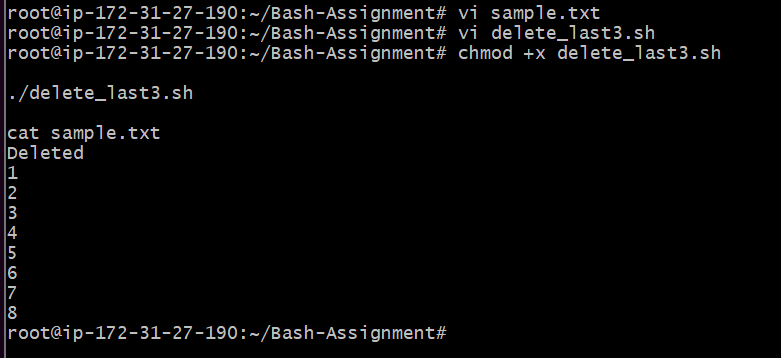 root@ip-172-31-27-190:~/Bash-Assignment# vi sample.txt
root@ip-172-31-27-190:~/Bash-Assignment# vi delete_last3.sh
root@ip-172-31-27-190:~/Bash-Assignment# chmod +x delete_last3.sh
./delete_last3.sh
cat sample.txt
Deleted
1
2
3
4
5
6
7
8
root@ip-172-31-27-190:~/Bash-Assignment#